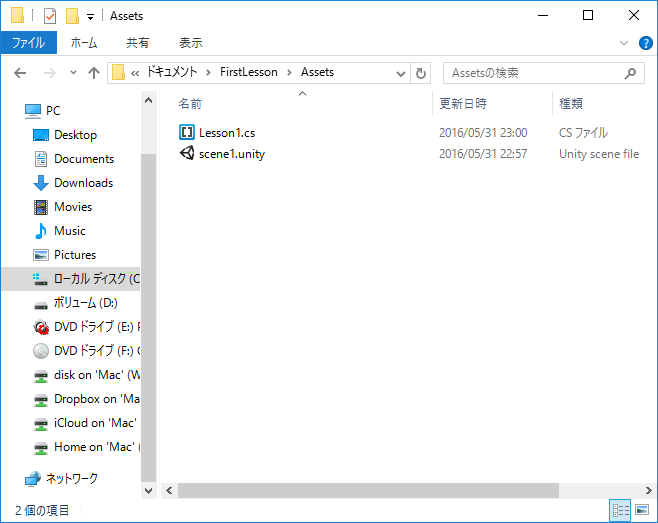 Assets
ファイル ホーム 共有 表示
« ドキュメント › FirstLesson › Assets
Assetsの検索
名前 更新日時 種類
Lesson1.cs 2016/05/31 23:00 CS ファイル
scene1.unity 2016/05/31 22:57 Unity scene file
PC
Desktop
Documents
Downloads
Movies
Music
Pictures
ローカル ディスク (C
ボリューム (D:)
DVD ドライブ (E:) P
DVD ドライブ (F:) C
disk on 'Mac' (W
Dropbox on 'Ma
iCloud on 'Mac'
Home on 'Mac' (
ネットワーク
2 個の項目